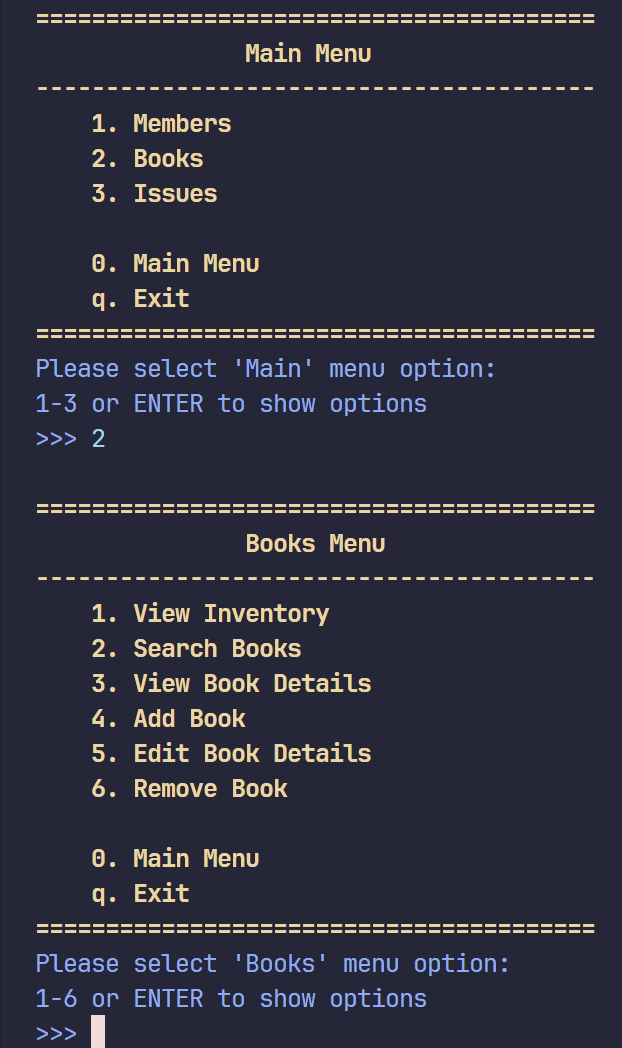 ========================================
Main Menu
----------------------------------------
1. Members
2. Books
3. Issues
0. Main Menu
q. Exit
========================================
Please select 'Main' menu option:
1-3 or ENTER to show options
>>> 2
========================================
Books Menu
----------------------------------------
1. View Inventory
2. Search Books
3. View Book Details
4. Add Book
5. Edit Book Details
6. Remove Book
0. Main Menu
q. Exit
========================================
Please select 'Books' menu option:
1-6 or ENTER to show options
>>>